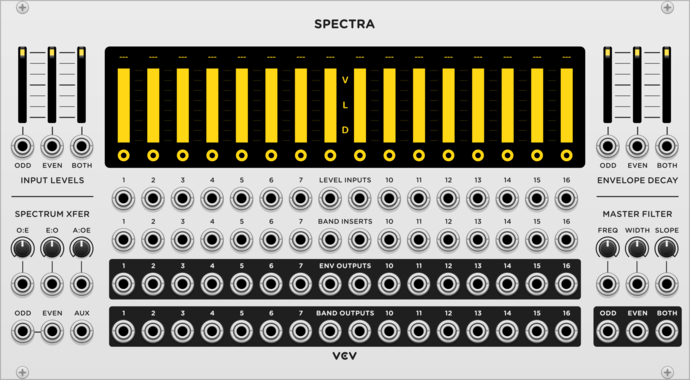 SPECTRA
--- --- --- --- --- --- --- --- --- --- --- --- --- --- --- ---
V
L
D
ODD EVEN BOTH
INPUT LEVELS
ODD EVEN BOTH
ENVELOPE DECAY
1 2 3 4 5 6 7 LEVEL INPUTS 10 11 12 13 14 15 16
SPECTRUM XFER
O:E E:O A:OE
1 2 3 4 5 6 7 BAND INSERTS 10 11 12 13 14 15 16
MASTER FILTER
FREQ WIDTH SLOPE
1 2 3 4 5 6 7 ENV OUTPUTS 10 11 12 13 14 15 16
ODD EVEN AUX
1 2 3 4 5 6 7 BAND OUTPUTS 10 11 12 13 14 15 16
ODD EVEN BOTH
VCV